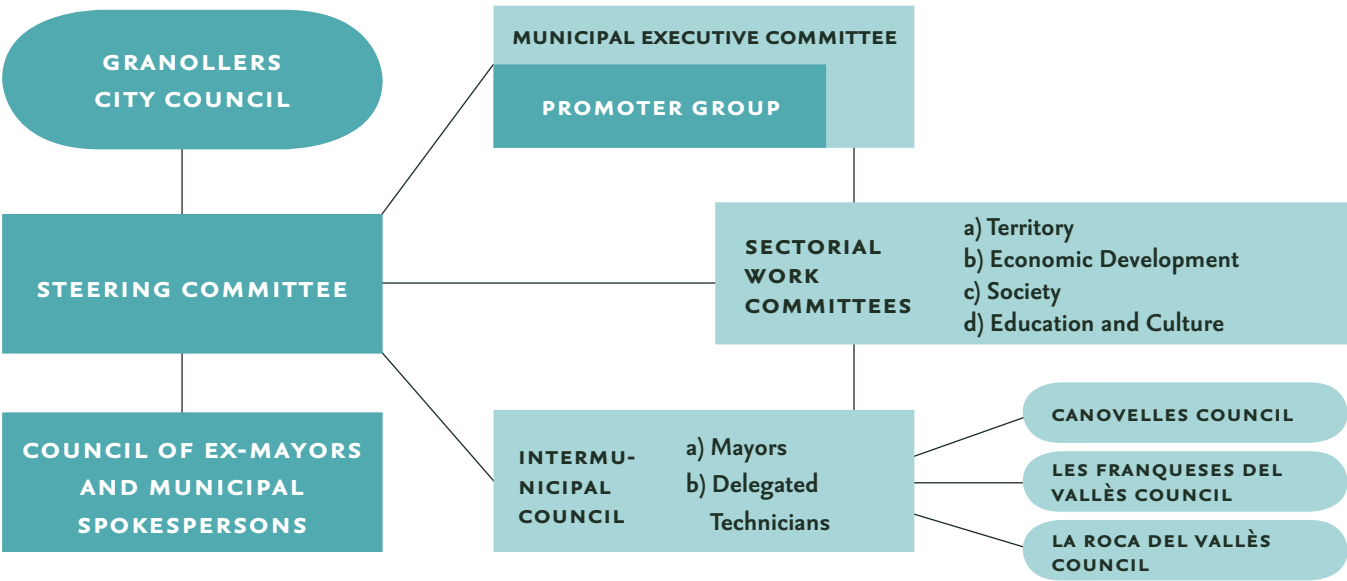 GRANOLLERS
CITY COUNCIL
MUNICIPAL EXECUTIVE COMMITTEE
PROMOTER GROUP
STEERING COMMITTEE
SECTORIAL
WORK
COMMITTEES
a) Territory
b) Economic Development
c) Society
d) Education and Culture
COUNCIL OF EX-MAYORS
AND MUNICIPAL
SPOKESPERSONS
INTERMU-
NICIPAL
COUNCIL
a) Mayors
b) Delegated
Technicians
CANOVELLES COUNCIL
LES FRANQUESES DEL
VALLÈS COUNCIL
LA ROCA DEL VALLÈS
COUNCIL